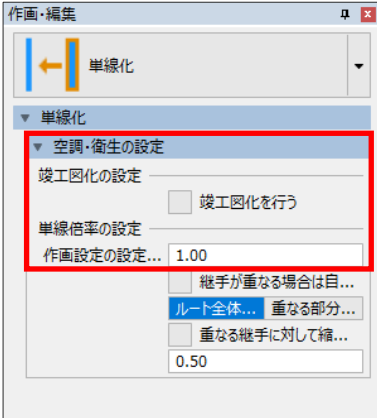 作画・編集
単線化
単線化
空調・衛生の設定
竣工図化の設定
竣工図化を行う
単線倍率の設定
作画設定の設定... 1.00
継手が重なる場合は自...
ルート全体... 重なる部分...
重なる継手に対して縮...
0.50